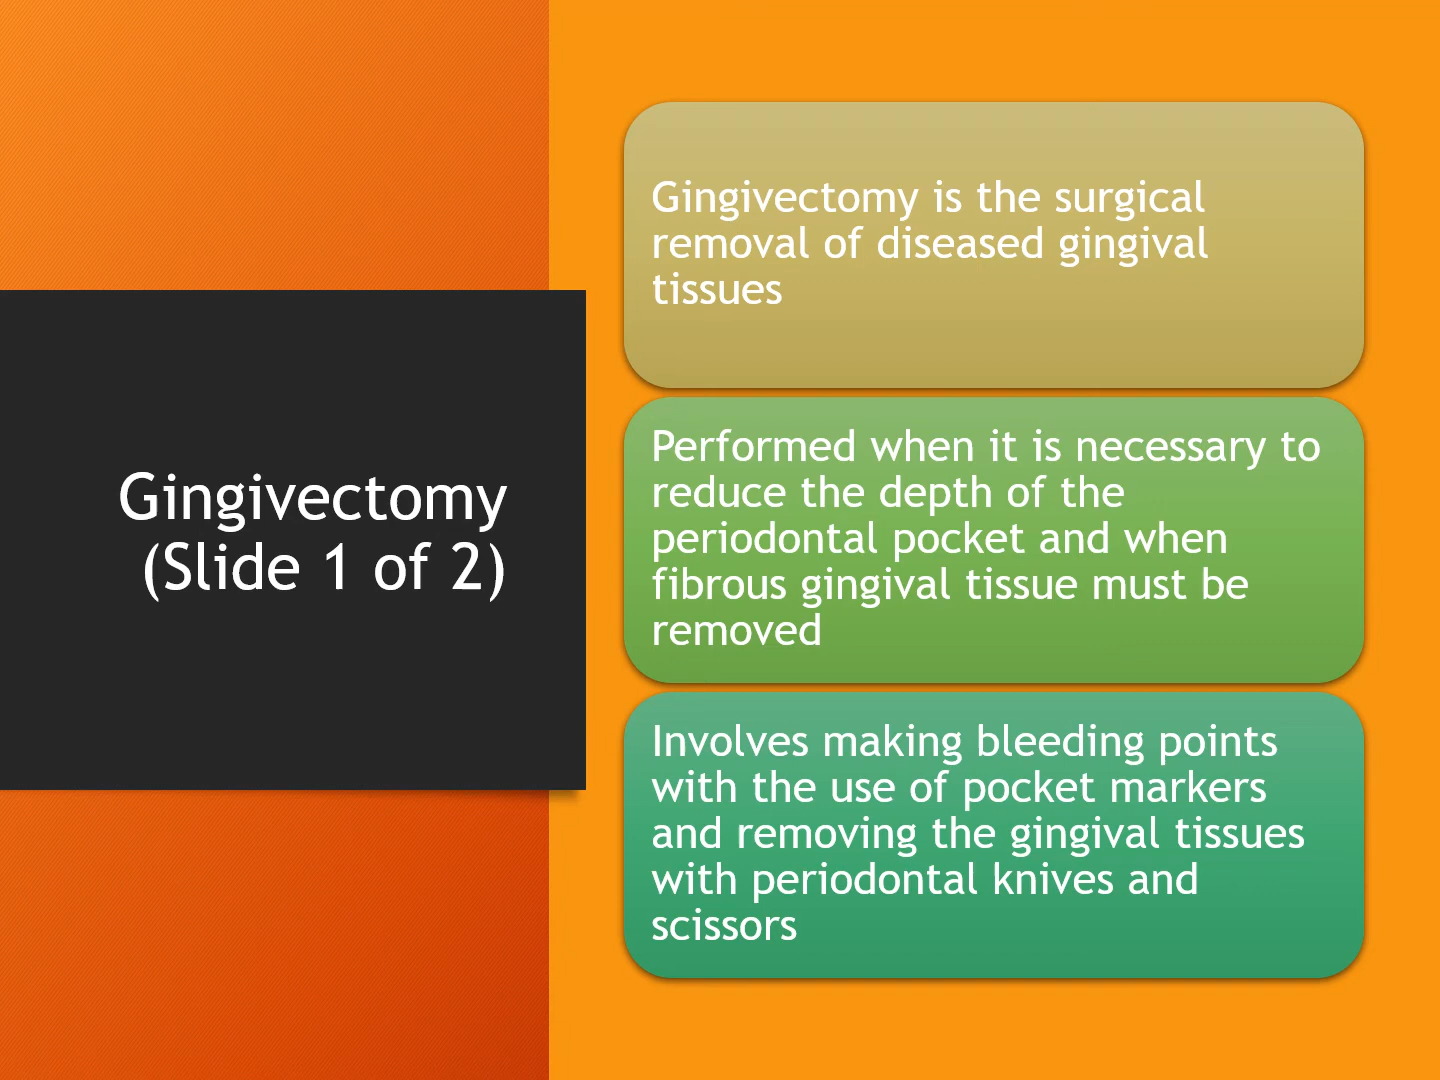 Gingivectomy
(Slide 1 of 2)
Gingivectomy is the surgical
removal of diseased gingival
tissues
Performed when it is necessary to
reduce the depth of the
periodontal pocket and when
fibrous gingival tissue must be
removed
Involves making bleeding points
with the use of pocket markers
and removing the gingival tissues
with periodontal knives and
scissors